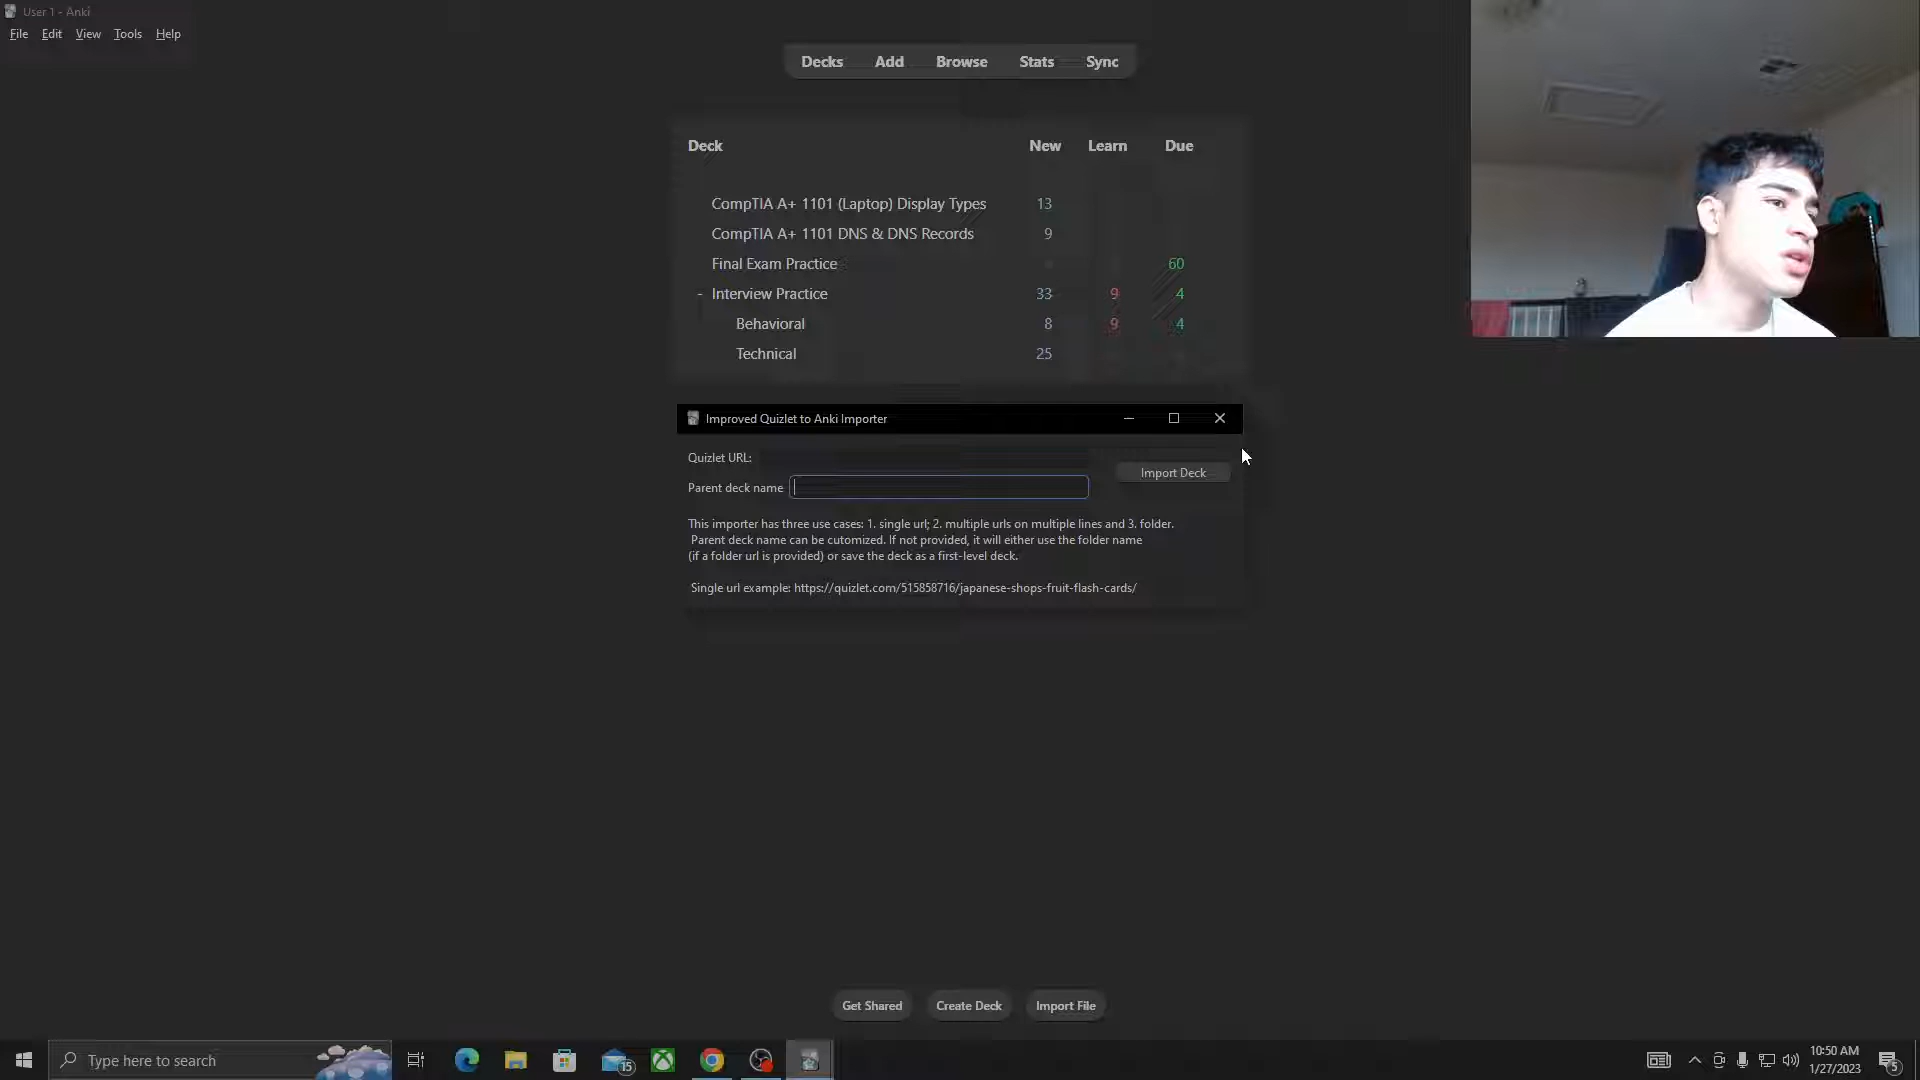 User 1 - Anki
File Edit View Tools Help
Decks Add Browse Stats Sync
Deck New Learn Due
CompTIA A+ 1101 (Laptop) Display Types 13
CompTIA A+ 1101 DNS & DNS Records 9
Final Exam Practice 60
- Interview Practice 33 9 4
Behavioral 8 9 4
Technical 25
Improved Quizlet to Anki Importer
Quizlet URL:
Import Deck
Parent deck name
This importer has three use cases: 1. single url; 2. multiple urls on multiple lines and 3. folder.
Parent deck name can be cutomized. If not provided, it will either use the folder name
(if a folder url is provided) or save the deck as a first-level deck.
Single url example: https://quizlet.com/515858716/japanese-shops-fruit-flash-cards/
Get Shared Create Deck Import File
Type here to search
15
10:50 AM
1/27/2023
5